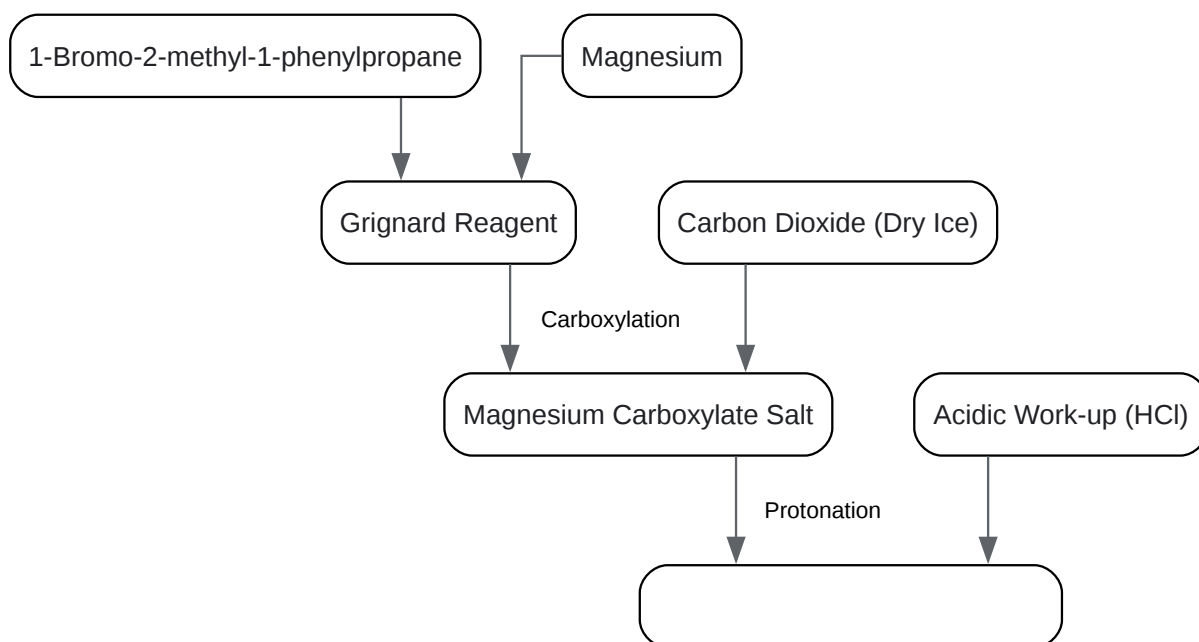 1-Bromo-2-methyl-1-phenylpropane
Magnesium
Grignard Reagent
Carbon Dioxide (Dry Ice)
Carboxylation
Magnesium Carboxylate Salt
Acidic Work-up (HCl)
Protonation